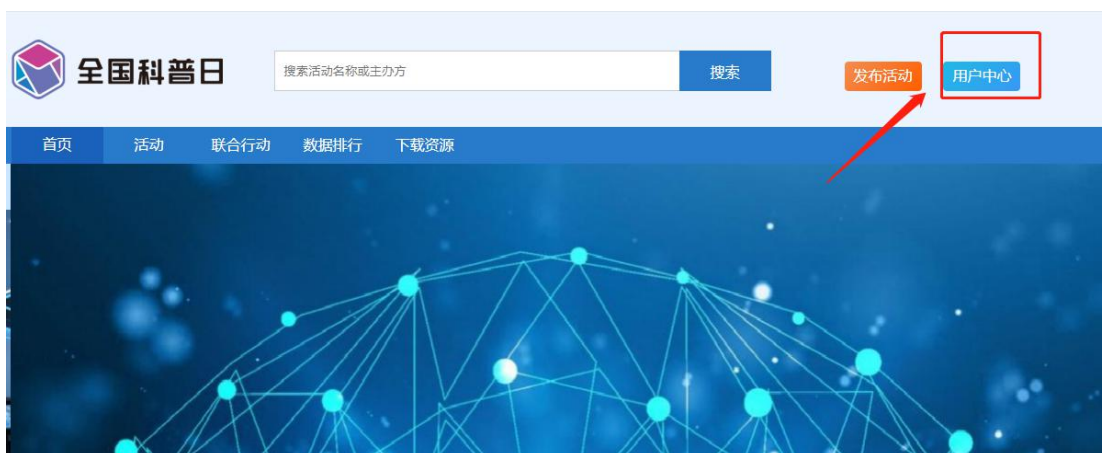 全国科普日
搜索活动名称或主办方
搜索
发布活动
用户中心
首页 活动 联合行动 数据排行 下载资源